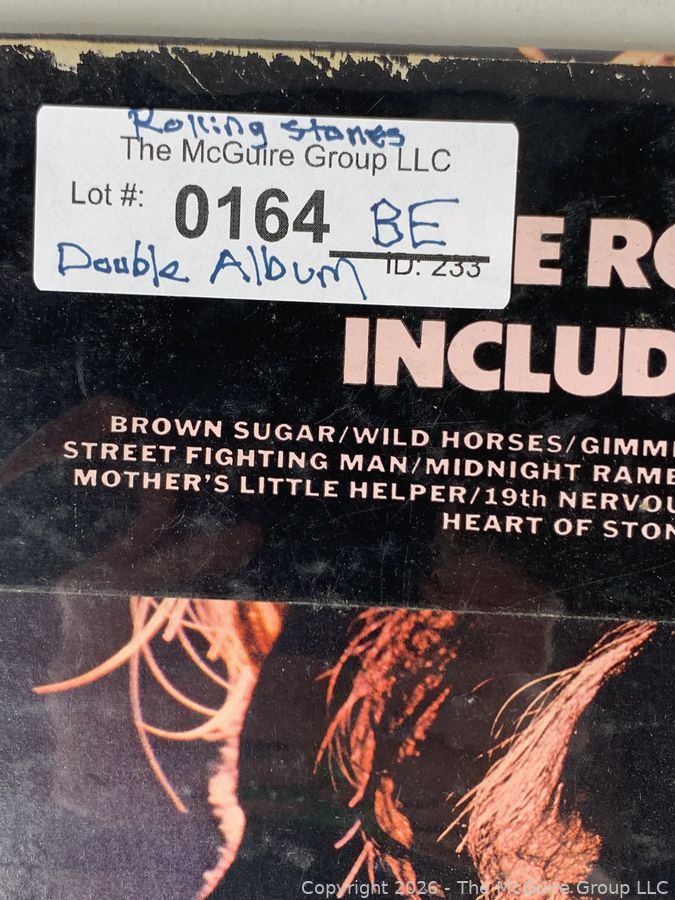 Rolling Stones
The McGuire Group LLC
Lot #: 0164 BE
Double Album ID: 233
E RO
INCLUD
BROWN SUGAR/WILD HORSES/GIMM
STREET FIGHTING MAN/MIDNIGHT RAMB
MOTHER'S LITTLE HELPER/19th NERVOU
HEART OF STON
Copyright 2026 - The McGuire Group LLC